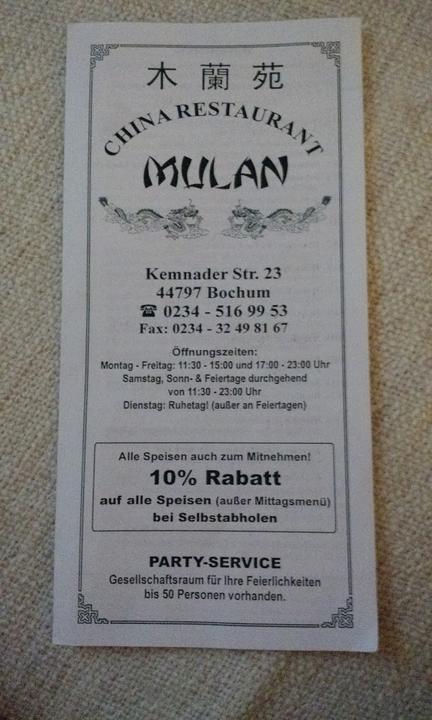 木蘭苑
CHINA RESTAURANT
MULAN
Kemnader Str. 23
44797 Bochum
☎ 0234 - 516 99 53
Fax: 0234 - 32 49 81 67
Öffnungszeiten:
Montag - Freitag: 11:30 - 15:00 und 17:00 - 23:00 Uhr
Samstag, Sonn- & Feiertage durchgehend
von 11:30 - 23:00 Uhr
Dienstag: Ruhetag! (außer an Feiertagen)
Alle Speisen auch zum Mitnehmen!
10% Rabatt
auf alle Speisen (außer Mittagsmenü)
bei Selbstabholen
PARTY-SERVICE
Gesellschaftsraum für Ihre Feierlichkeiten
bis 50 Personen vorhanden.